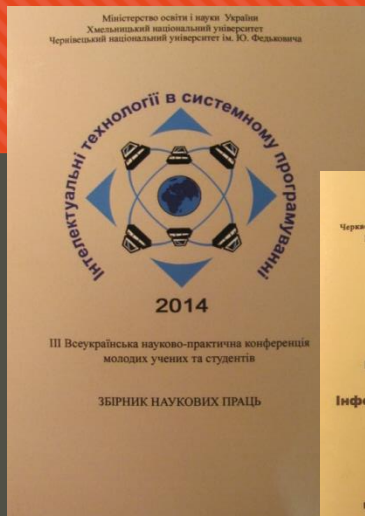 Міністерство освіти і науки України
Хмельницький національний університет
Чернівецький національний університет ім. Ю. Федьковича
Інтелектуальні технології в системному програмуванні
2014
ІІІ Всеукраїнська науково-практична конференція
молодих учених та студентів
ЗБІРНИК НАУКОВИХ ПРАЦЬ